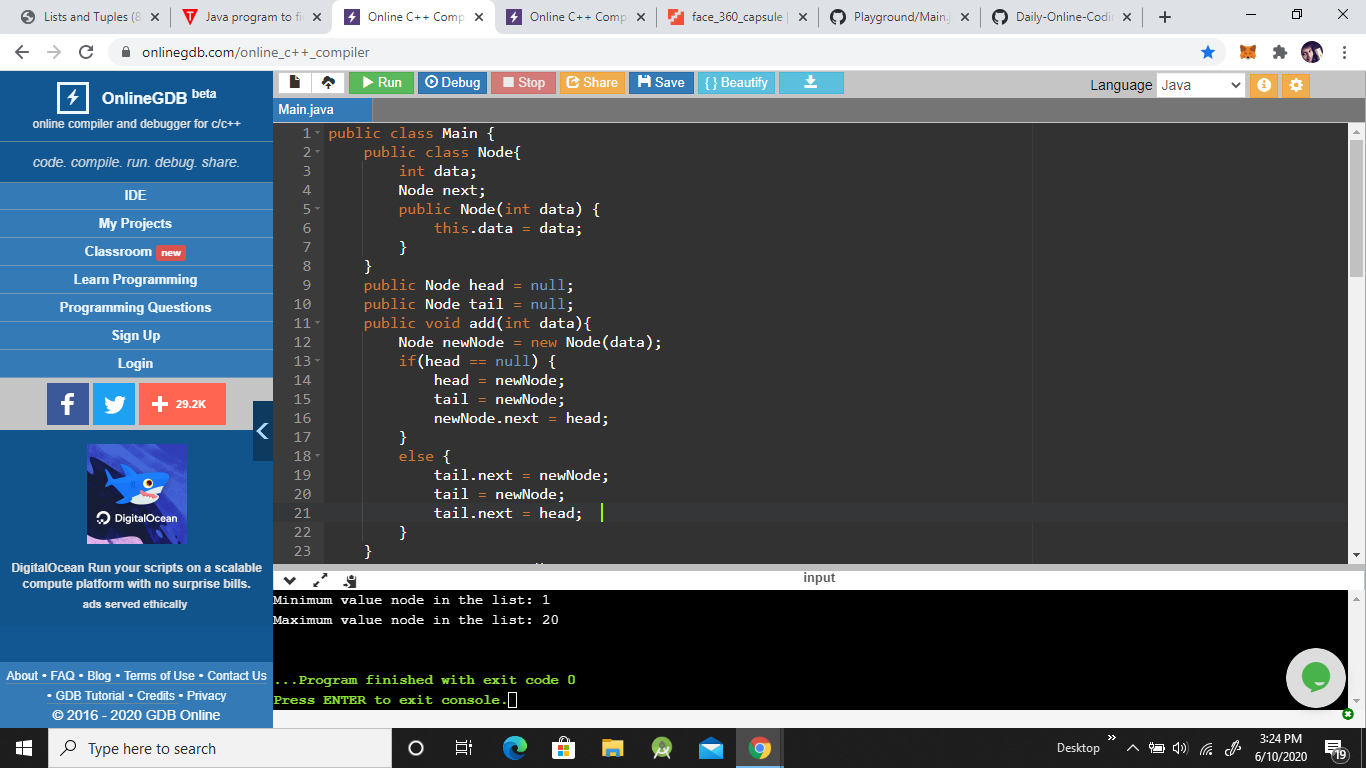 Lists and Tuples (8
Java program to fi
Online C++ Comp
Online C++ Comp
face_360_capsule |
Playground/Main.j
Daily-Online-Codi
onlinegdb.com/online_c++_compiler
OnlineGDB beta
online compiler and debugger for c/c++
code. compile. run. debug. share.
IDE
My Projects
Classroom new
Learn Programming
Programming Questions
Sign Up
Login
29.2K
DigitalOcean
DigitalOcean Run your scripts on a scalable
compute platform with no surprise bills.
ads served ethically
About • FAQ • Blog • Terms of Use • Contact Us
• GDB Tutorial • Credits • Privacy
© 2016 - 2020 GDB Online
Run Debug Stop Share Save { } Beautify
Language Java
Main.java
1 public class Main {
2 public class Node{
3 int data;
4 Node next;
5 public Node(int data) {
6 this.data = data;
7 }
8 }
9 public Node head = null;
10 public Node tail = null;
11 public void add(int data){
12 Node newNode = new Node(data);
13 if(head == null) {
14 head = newNode;
15 tail = newNode;
16 newNode.next = head;
17 }
18 else {
19 tail.next = newNode;
20 tail = newNode;
21 tail.next = head;
22 }
23 }
input
Minimum value node in the list: 1
Maximum value node in the list: 20
...Program finished with exit code 0
Press ENTER to exit console.
Type here to search
Desktop
3:24 PM
6/10/2020
19